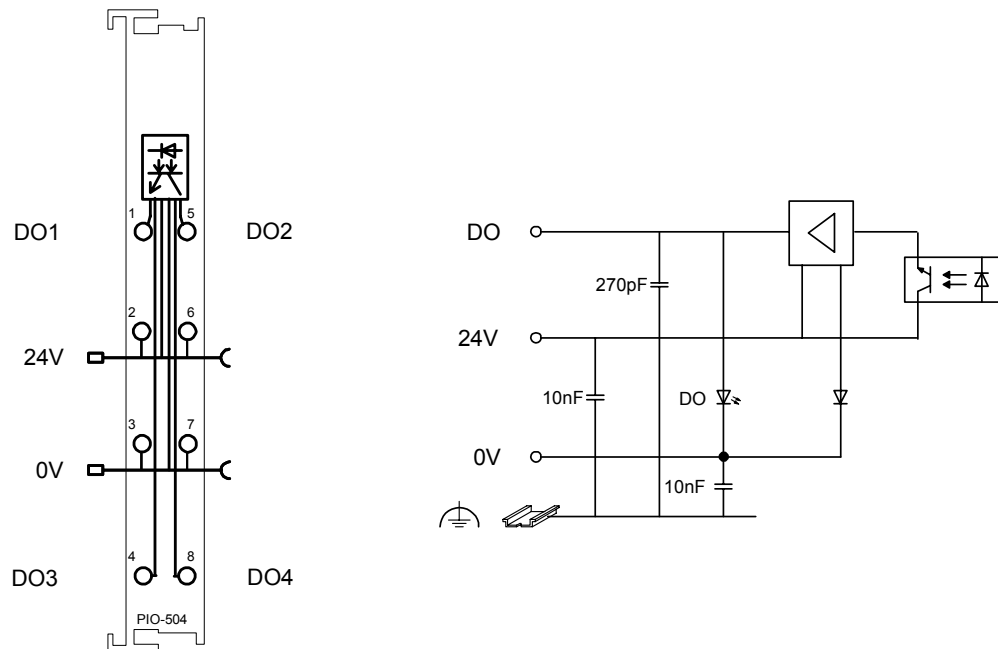 1 5
DO1 DO2
2 6
24V
3 7
0V
4 8
DO3 DO4
PIO-504
DO
270pF
24V
10nF DO
0V
10nF